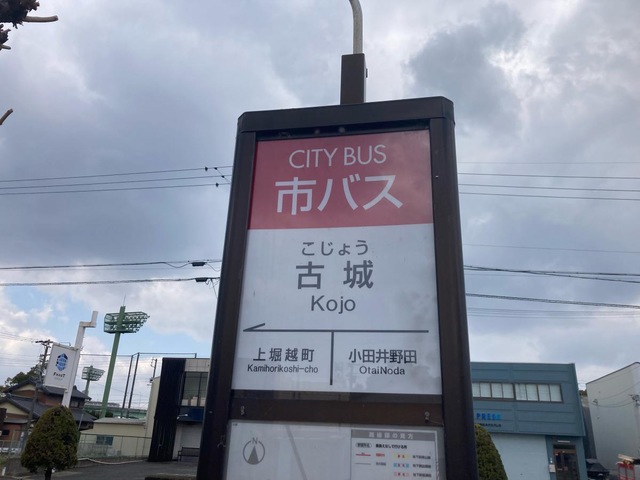 CITY BUS
市バス
こじょう
古城
Kojo
上堀越町
Kamihorikoshi-cho
小田井野田
OtaiNoda
N